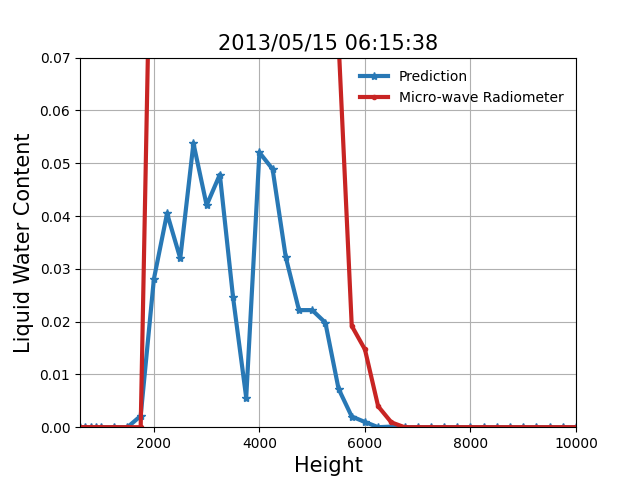 2013/05/15 06:15:38
0.07
0.06
0.05
0.04
0.03
0.02
0.01
0.00
Liquid Water Content
Prediction
Micro-wave Radiometer
2000 4000 6000 8000 10000
Height